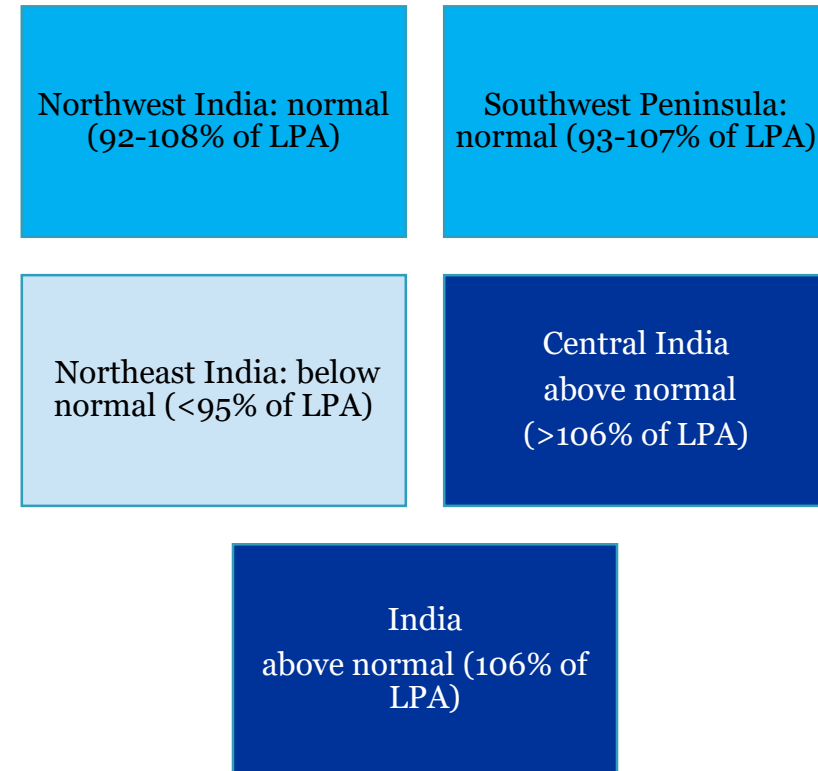 Northwest India: normal
(92-108% of LPA)
Southwest Peninsula:
normal (93-107% of LPA)
Northeast India: below
normal (<95% of LPA)
Central India
above normal
(>106% of LPA)
India
above normal (106% of
LPA)